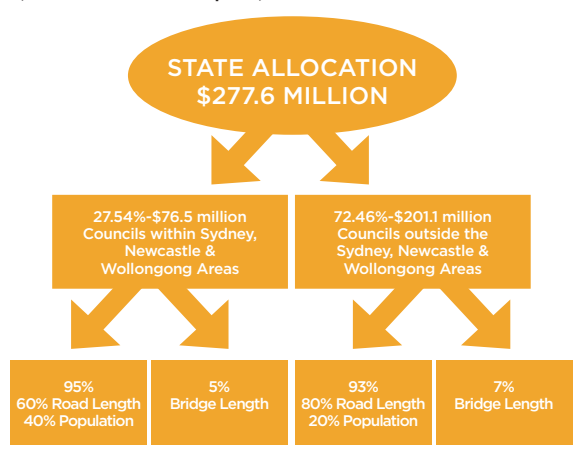 STATE ALLOCATION
$277.6 MILLION
27.54%-$76.5 million
Councils within Sydney,
Newcastle &
Wollongong Areas
72.46%-$201.1 million
Councils outside the
Sydney, Newcastle &
Wollongong Areas
95%
60% Road Length
40% Population
5%
Bridge Length
93%
80% Road Length
20% Population
7%
Bridge Length